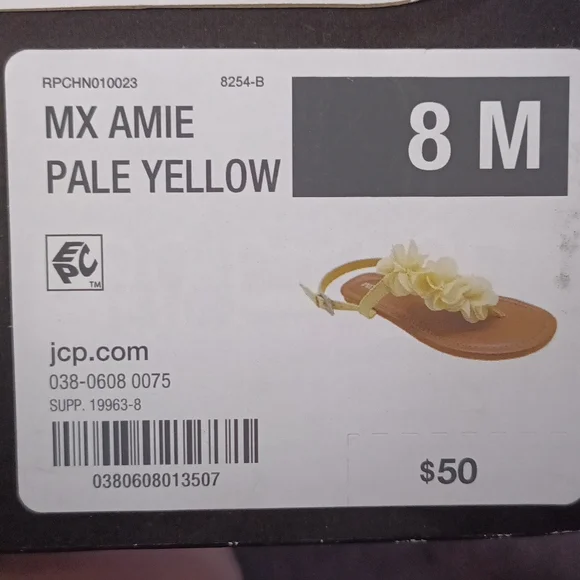 RPCHN010023 8254-B
MX AMIE
PALE YELLOW
8 M
EPC
TM
jcp.com
038-0608 0075
SUPP. 19963-8
0380608013507
$50